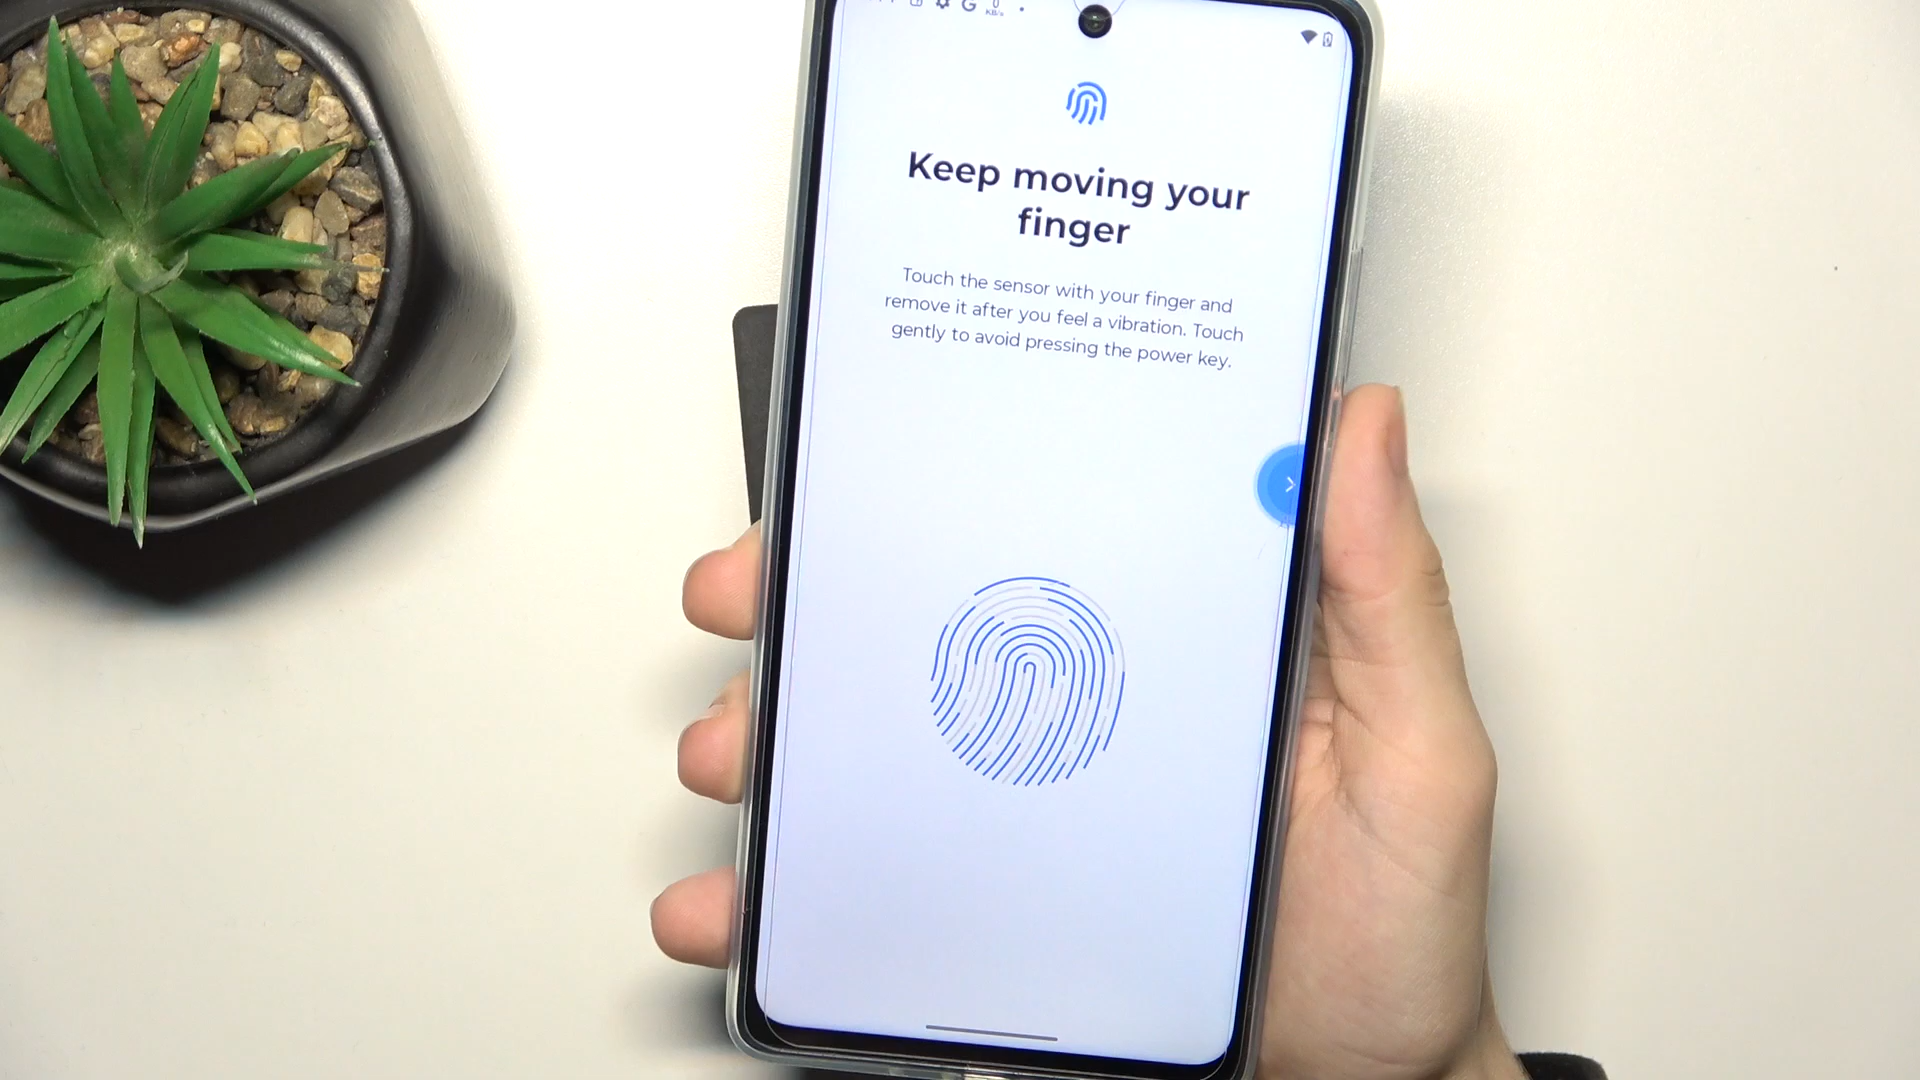 Keep moving your
finger
Touch the sensor with your finger and
remove it after you feel a vibration. Touch
gently to avoid pressing the power key.